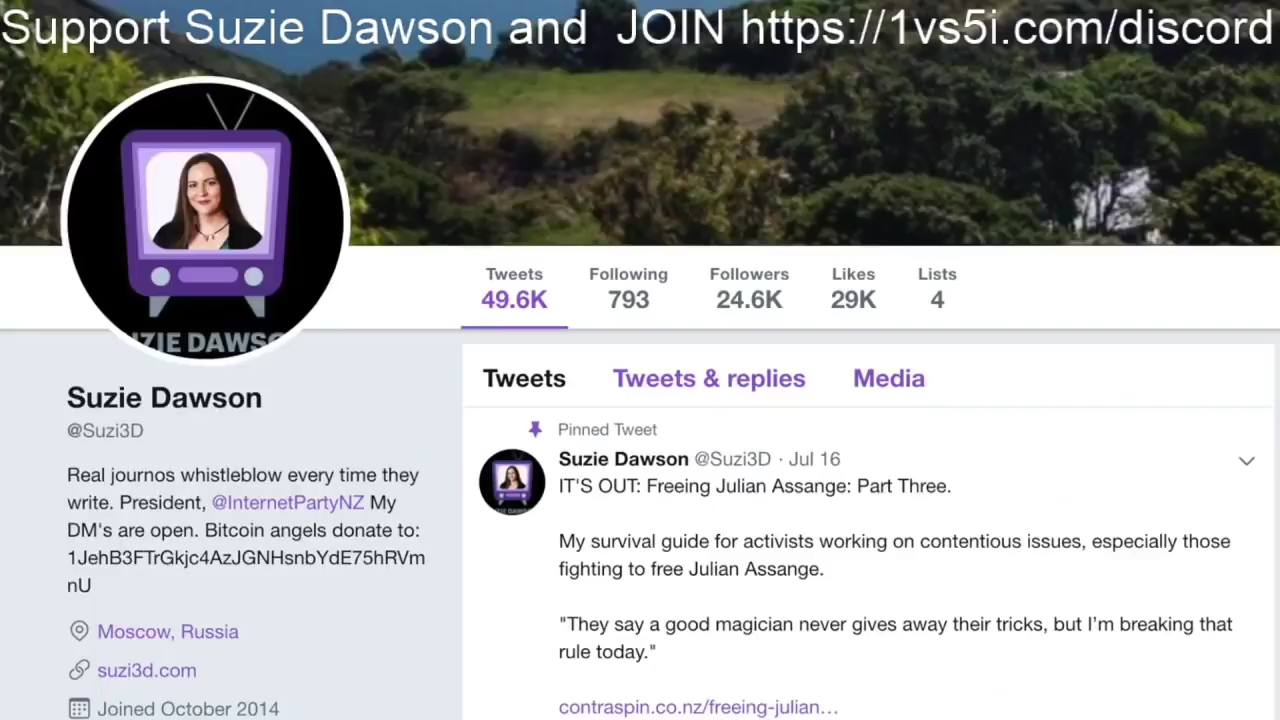 Support Suzie Dawson and  JOIN https://1vs5i.com/discord
Tweets
49.6K
Following
793
Followers
24.6K
Likes
29K
Lists
4
Suzie Dawson
@Suzi3D
Real journos whistleblow every time they
write. President, @InternetPartyNZ My
DM's are open. Bitcoin angels donate to:
1JehB3FTrGkjc4AzJGNHsnbYdE75hRVm
nU
Moscow, Russia
suzi3d.com
Joined October 2014
Tweets
Tweets & replies
Media
Pinned Tweet
Suzie Dawson @Suzi3D · Jul 16
IT'S OUT: Freeing Julian Assange: Part Three.
My survival guide for activists working on contentious issues, especially those
fighting to free Julian Assange.
"They say a good magician never gives away their tricks, but I'm breaking that
rule today."
contraspin.co.nz/freeing-julian…